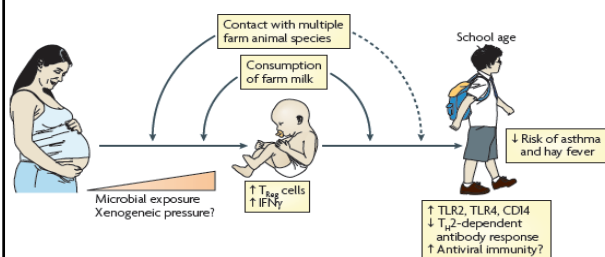 Contact with multiple
farm animal species
Consumption
of farm milk
School age
Microbial exposure
Xenogeneic pressure?
↑ TReg cells
↑ IFNγ
↓ Risk of asthma
and hay fever
↑ TLR2, TLR4, CD14
↓ TH2-dependent
antibody response
↑ Antiviral immunity?